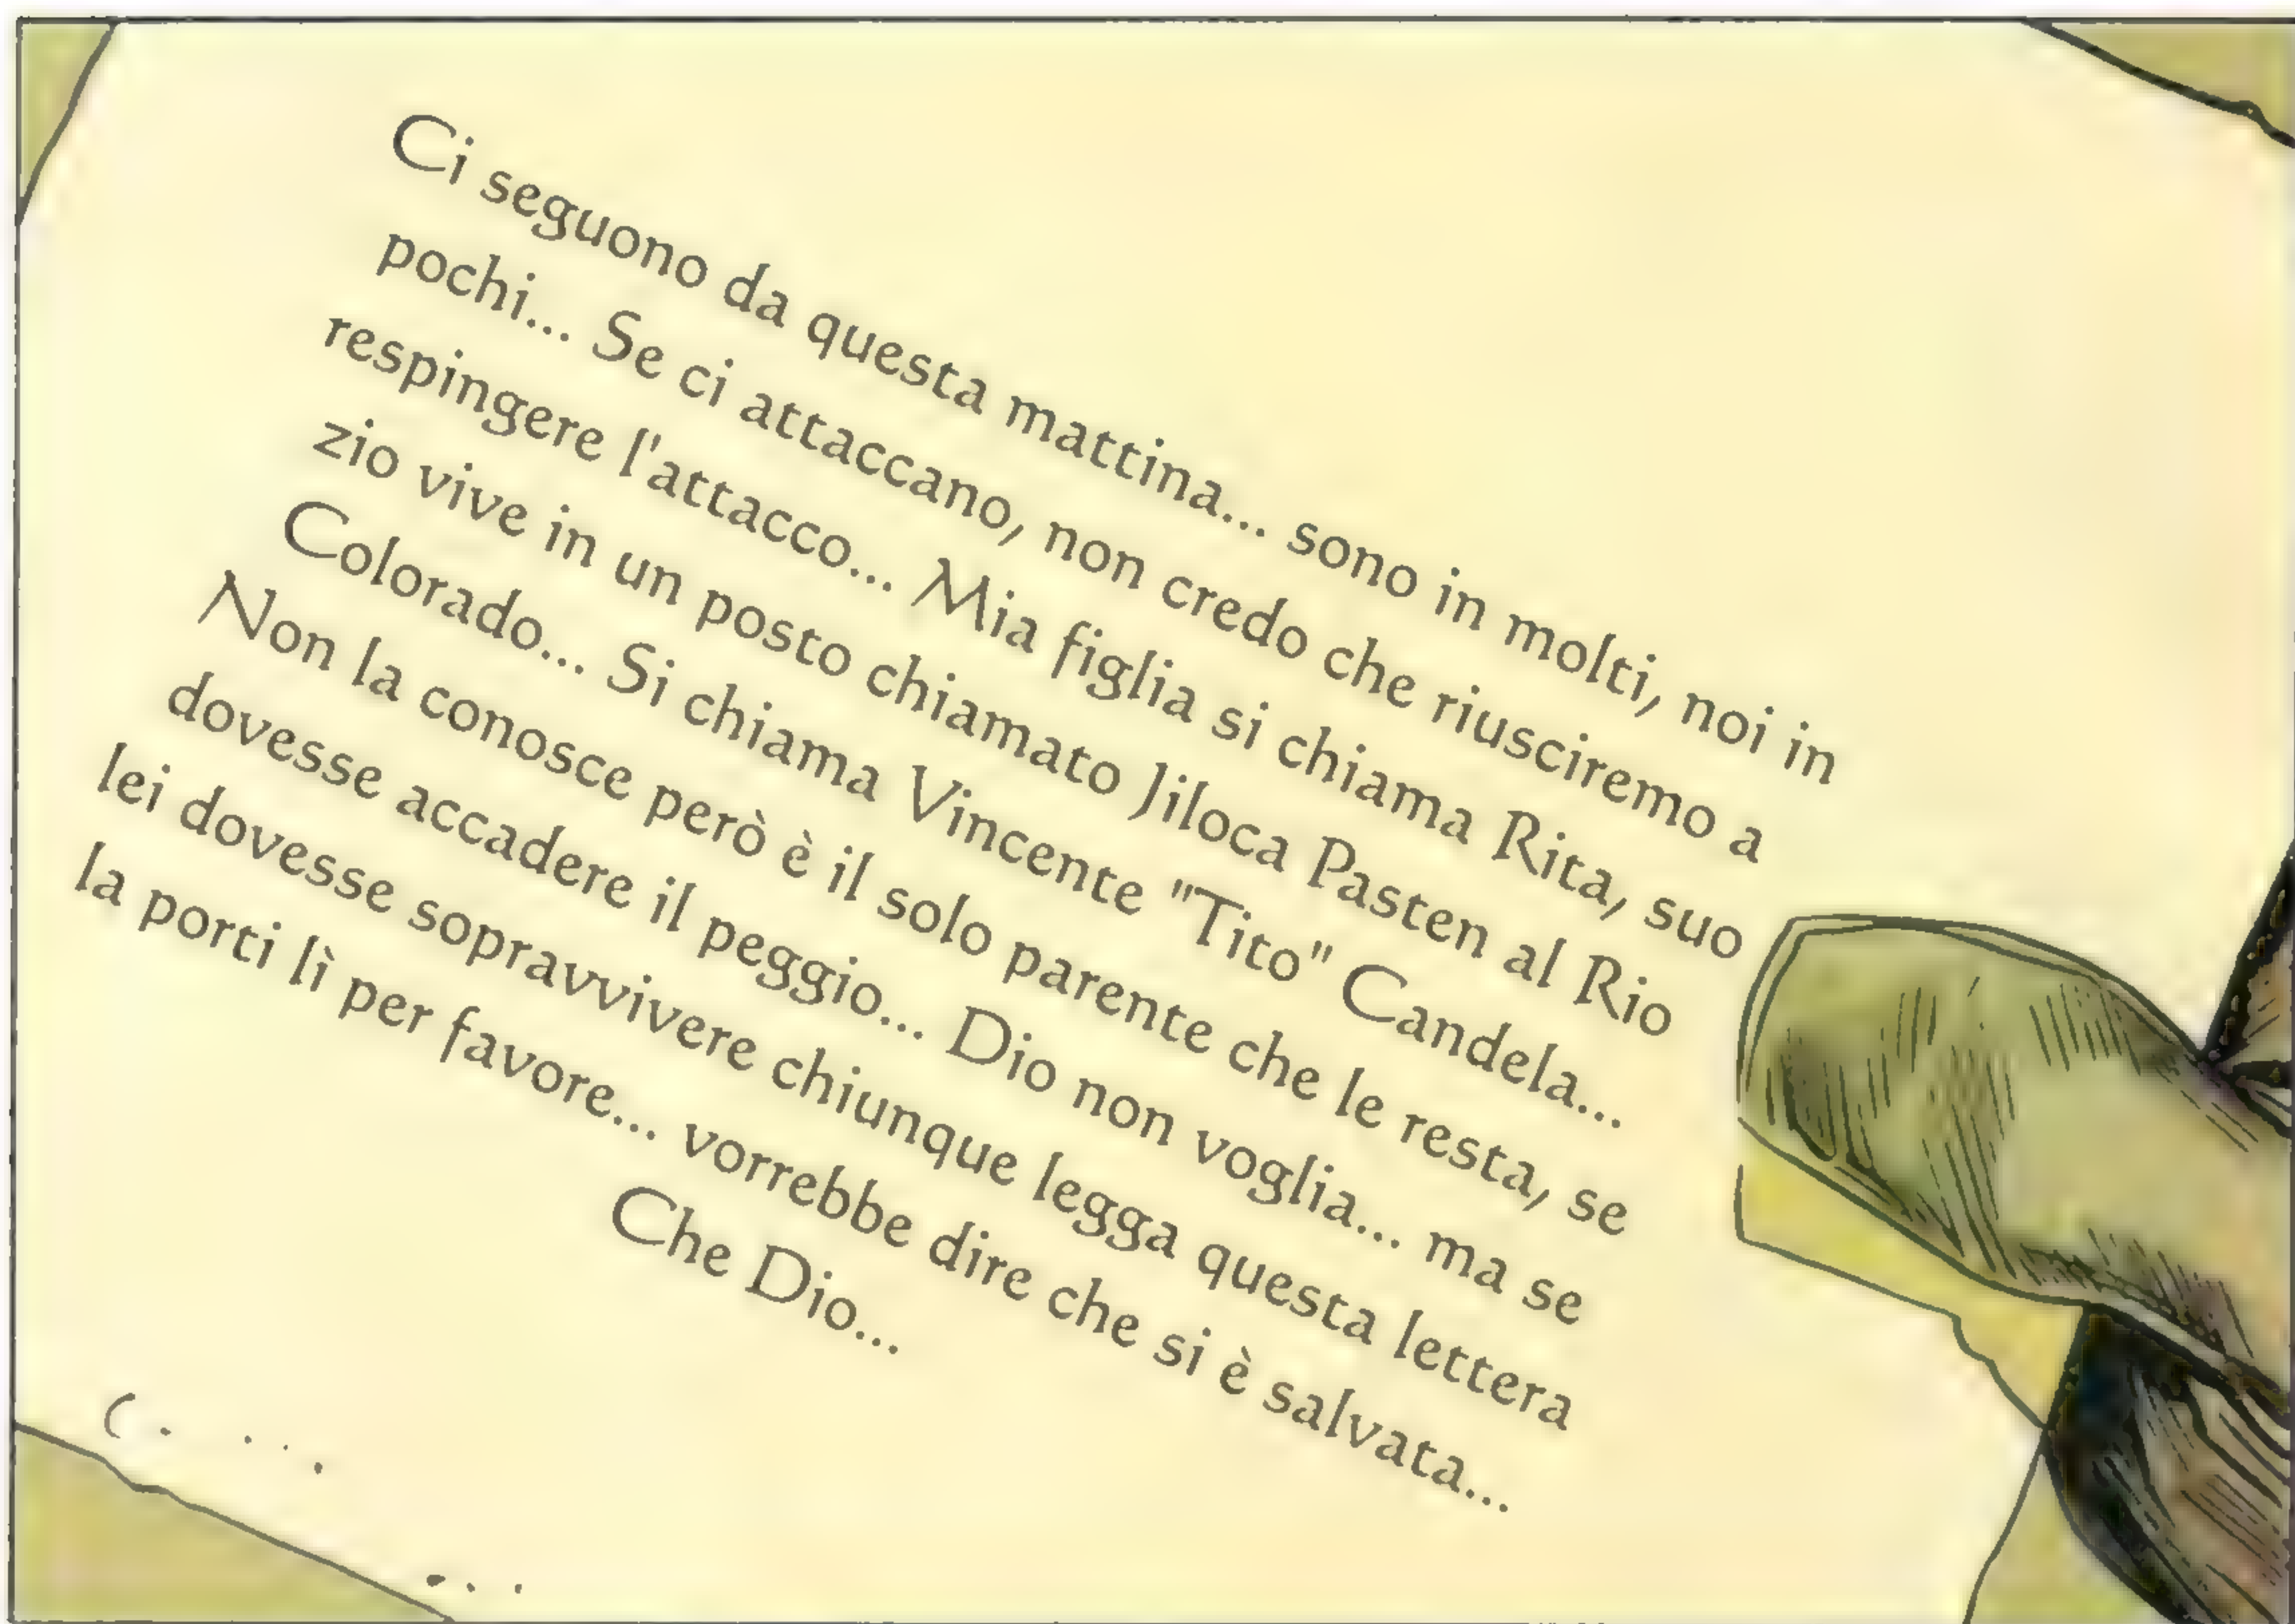 Ci seguono da questa mattina... sono in molti, noi in
pochi... Se ci attaccano, non credo che riusciremo a
respingere l'attacco... Mia figlia si chiama Rita, suo
zio vive in un posto chiamato Jiloca Pasten al Rio
Colorado... Si chiama Vincente "Tito" Candela...
Non la conosce però è il solo parente che le resta, se
dovesse accadere il peggio... Dio non voglia... ma se
lei dovesse sopravvivere chiunque legga questa lettera
la porti lì per favore... vorrebbe dire che si è salvata...
Che Dio...